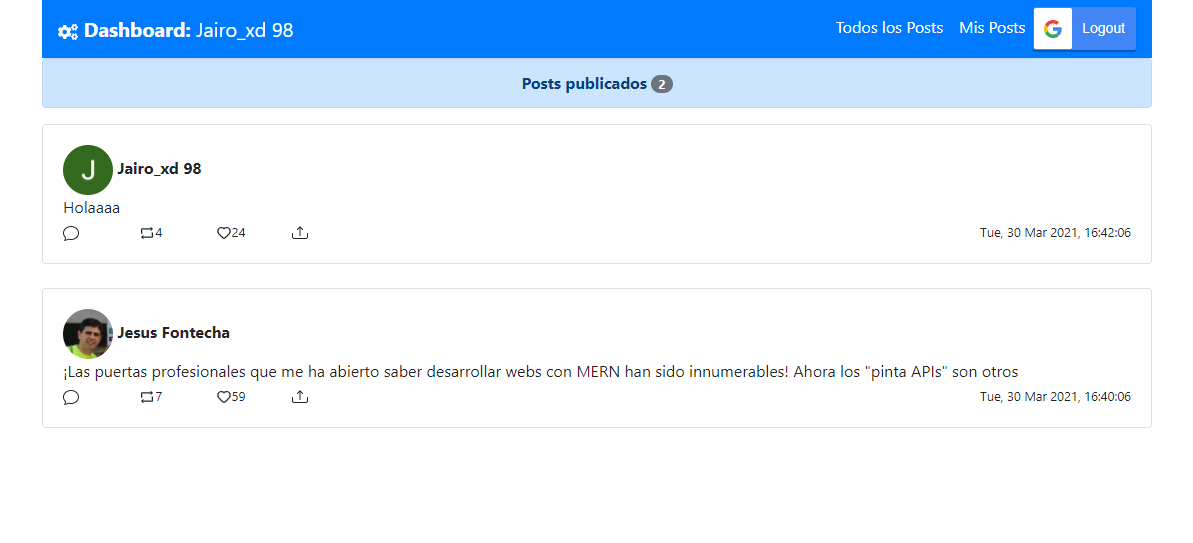 Dashboard: Jairo_xd 98
Todos los Posts Mis Posts Logout
Posts publicados 2
J Jairo_xd 98
Holaaaa
4 24 Tue, 30 Mar 2021, 16:42:06
Jesus Fontecha
¡Las puertas profesionales que me ha abierto saber desarrollar webs con MERN han sido innumerables! Ahora los "pinta APIs" son otros
7 59 Tue, 30 Mar 2021, 16:40:06